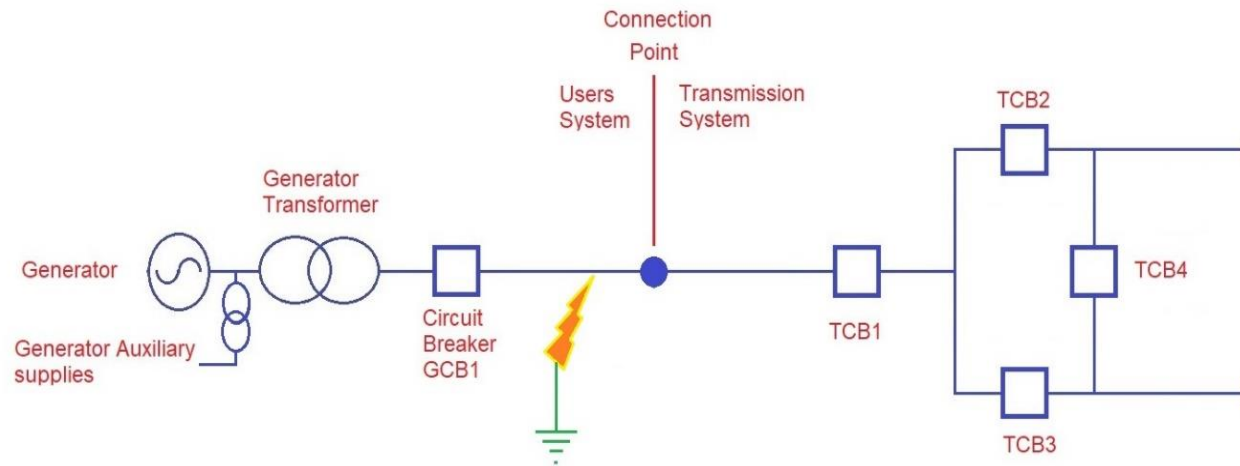 Connection
Point
Users
System
Transmission
System
TCB2
Generator
Transformer
Generator
TCB4
Generator Auxiliary
supplies
Circuit
Breaker
GCB1
TCB1
TCB3